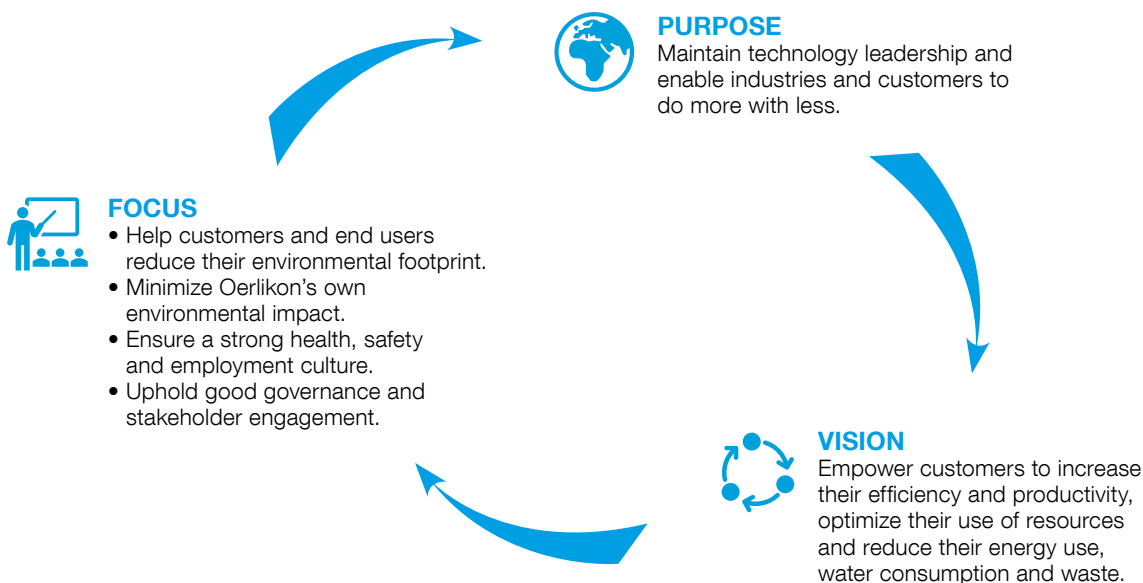 PURPOSE
Maintain technology leadership and
enable industries and customers to
do more with less.
FOCUS
• Help customers and end users
reduce their environmental footprint.
• Minimize Oerlikon’s own
environmental impact.
• Ensure a strong health, safety
and employment culture.
• Uphold good governance and
stakeholder engagement.
VISION
Empower customers to increase
their efficiency and productivity,
optimize their use of resources
and reduce their energy use,
water consumption and waste.